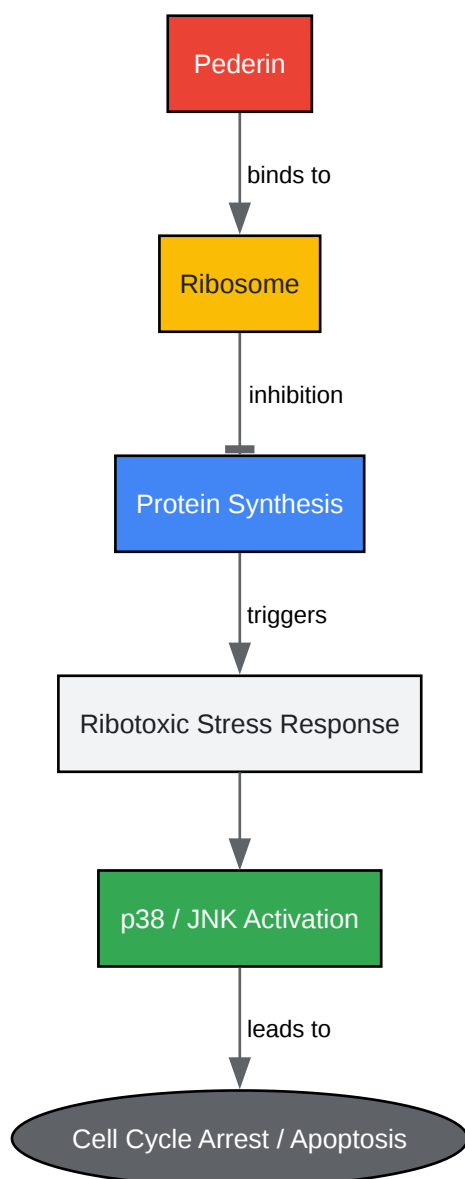 Pederin
binds to
Ribosome
inhibition
Protein Synthesis
triggers
Ribotoxic Stress Response
p38 / JNK Activation
leads to
Cell Cycle Arrest / Apoptosis